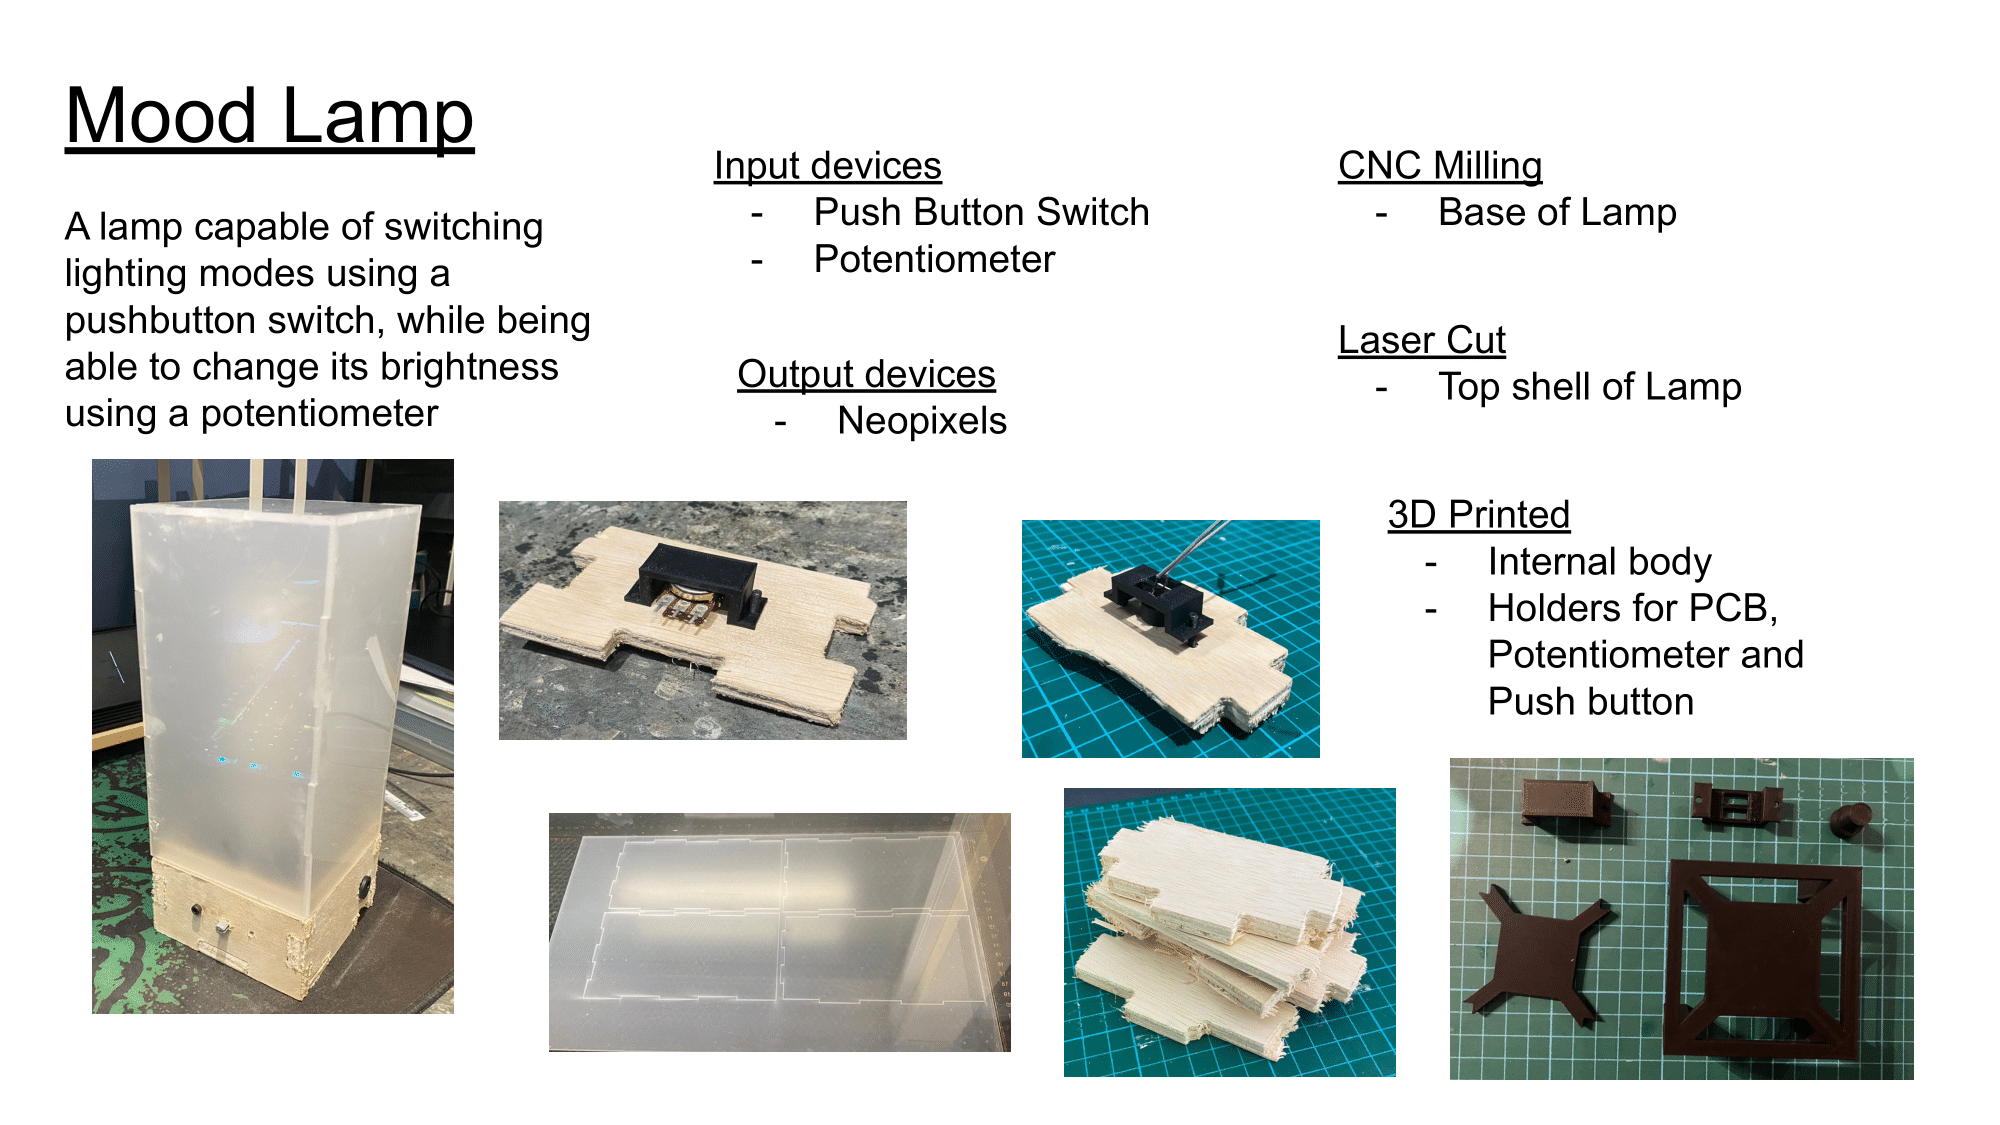 Mood Lamp
A lamp capable of switching
lighting modes using a
pushbutton switch, while being
able to change its brightness
using a potentiometer
Input devices
- Push Button Switch
- Potentiometer
Output devices
- Neopixels
CNC Milling
- Base of Lamp
Laser Cut
- Top shell of Lamp
3D Printed
- Internal body
- Holders for PCB,
Potentiometer and
Push button